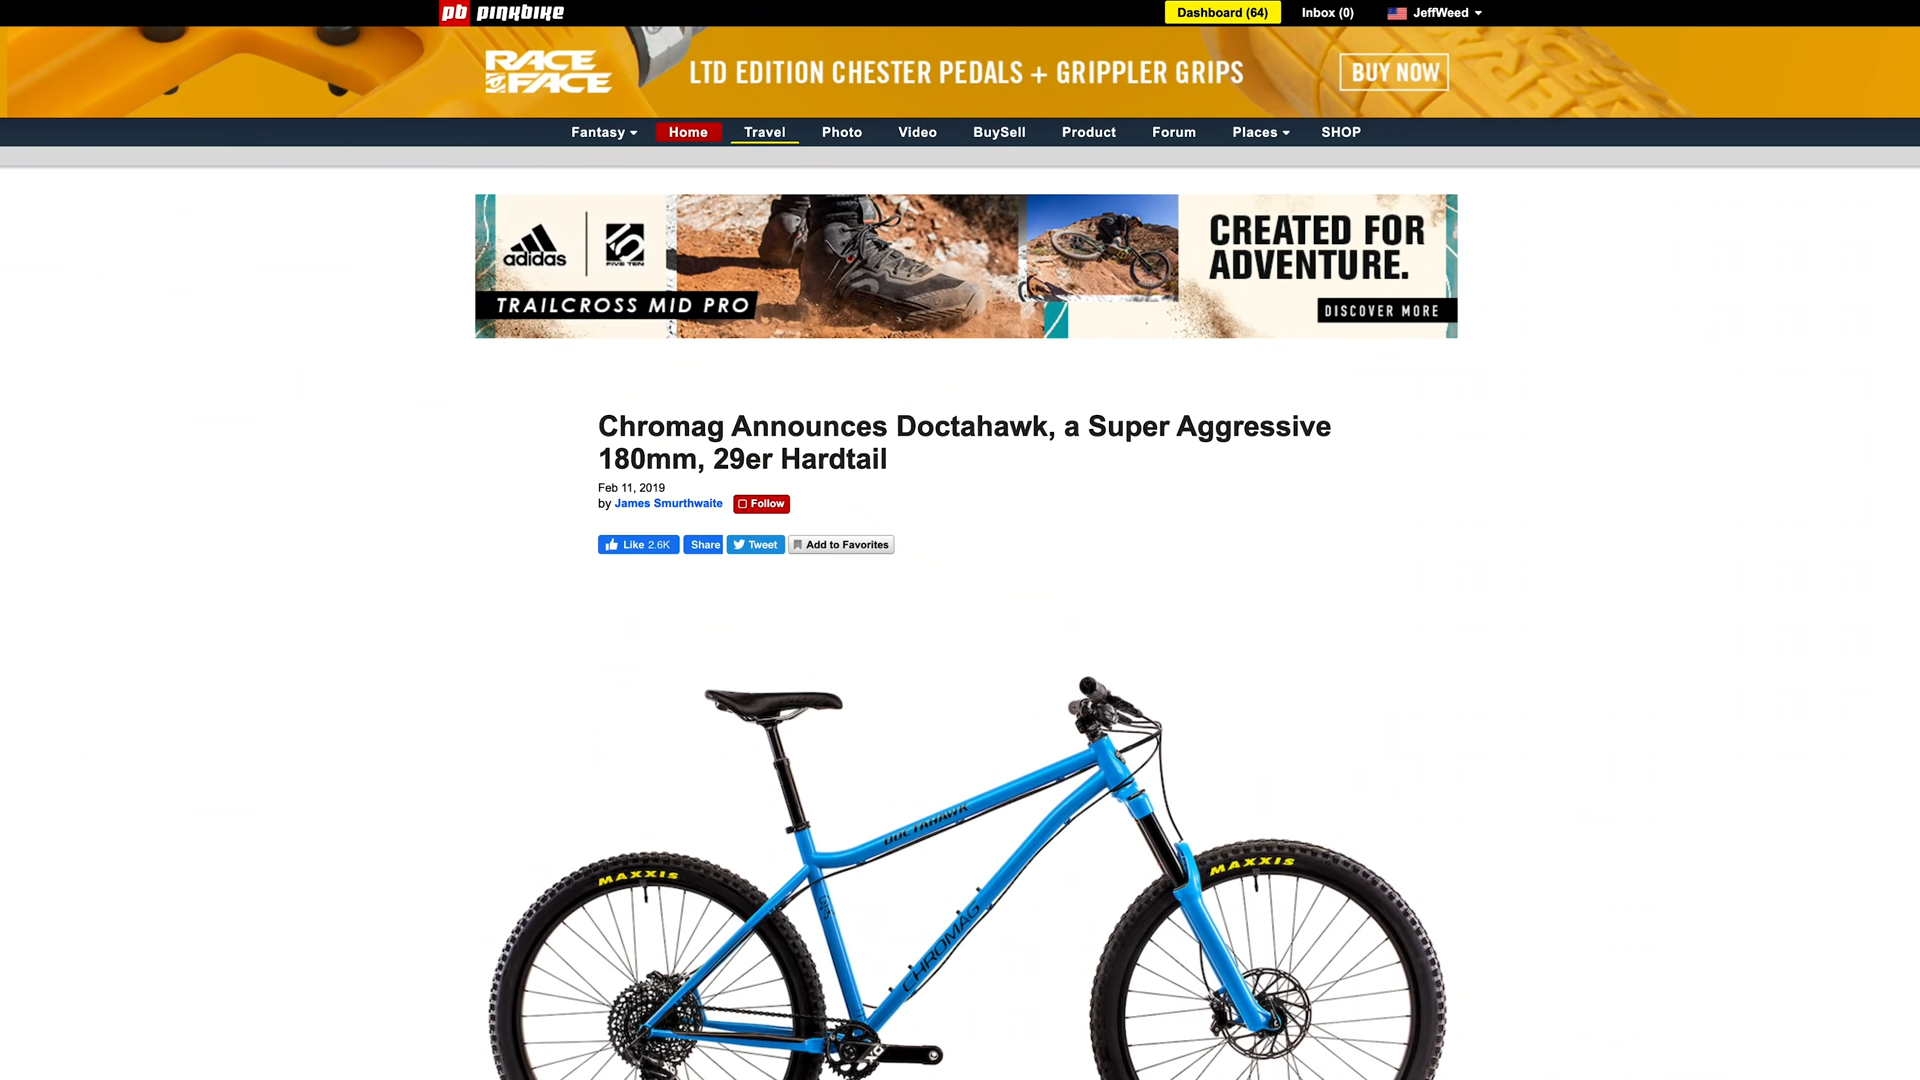 pb pinkbike
Dashboard (64)
Inbox (0)
JeffWeed
RACE FACE
LTD EDITION CHESTER PEDALS + GRIPPLER GRIPS
BUY NOW
Fantasy
Home
Travel
Photo
Video
BuySell
Product
Forum
Places
SHOP
adidas
FIVE TEN
TRAILCROSS MID PRO
CREATED FOR
ADVENTURE.
DISCOVER MORE
Chromag Announces Doctahawk, a Super Aggressive
180mm, 29er Hardtail
Feb 11, 2019
by James Smurthwaite
Follow
Like 2.6K
Share
Tweet
Add to Favorites
DOCTAHAWK
MAXXIS
MAXXIS
CHROMAG